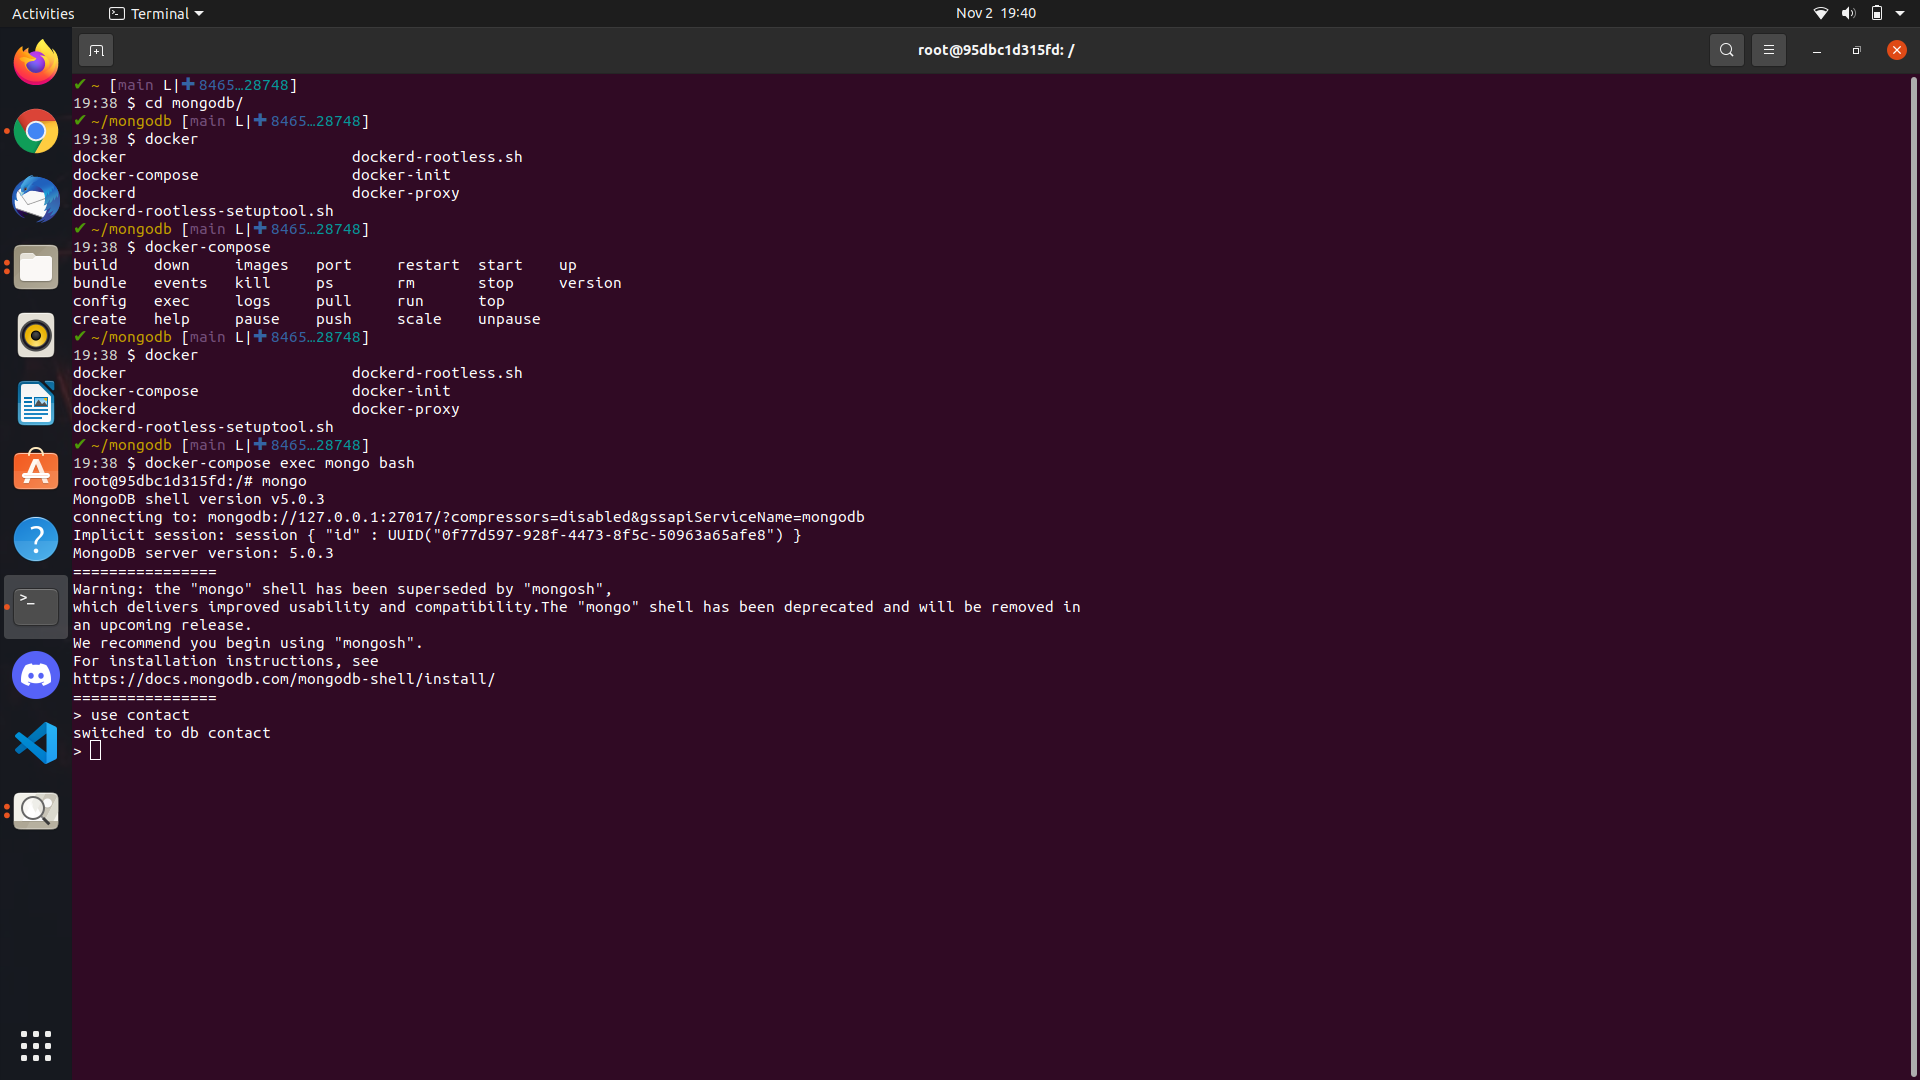 Activities Terminal Nov 2 19:40
root@95dbc1d315fd: /
✔ ~ [main L|✚ 8465…28748]
19:38 $ cd mongodb/
✔ ~/mongodb [main L|✚ 8465…28748]
19:38 $ docker
docker                         dockerd-rootless.sh
docker-compose                 docker-init
dockerd                        docker-proxy
dockerd-rootless-setuptool.sh
✔ ~/mongodb [main L|✚ 8465…28748]
19:38 $ docker-compose
build    down     images   port     restart  start    up
bundle   events   kill     ps       rm       stop     version
config   exec     logs     pull     run      top
create   help     pause    push     scale    unpause
✔ ~/mongodb [main L|✚ 8465…28748]
19:38 $ docker
docker                         dockerd-rootless.sh
docker-compose                 docker-init
dockerd                        docker-proxy
dockerd-rootless-setuptool.sh
✔ ~/mongodb [main L|✚ 8465…28748]
19:38 $ docker-compose exec mongo bash
root@95dbc1d315fd:/# mongo
MongoDB shell version v5.0.3
connecting to: mongodb://127.0.0.1:27017/?compressors=disabled&gssapiServiceName=mongodb
Implicit session: session { "id" : UUID("0f77d597-928f-4473-8f5c-50963a65afe8") }
MongoDB server version: 5.0.3
================
Warning: the "mongo" shell has been superseded by "mongosh",
which delivers improved usability and compatibility.The "mongo" shell has been deprecated and will be removed in
an upcoming release.
We recommend you begin using "mongosh".
For installation instructions, see
https://docs.mongodb.com/mongodb-shell/install/
================
> use contact
switched to db contact
>